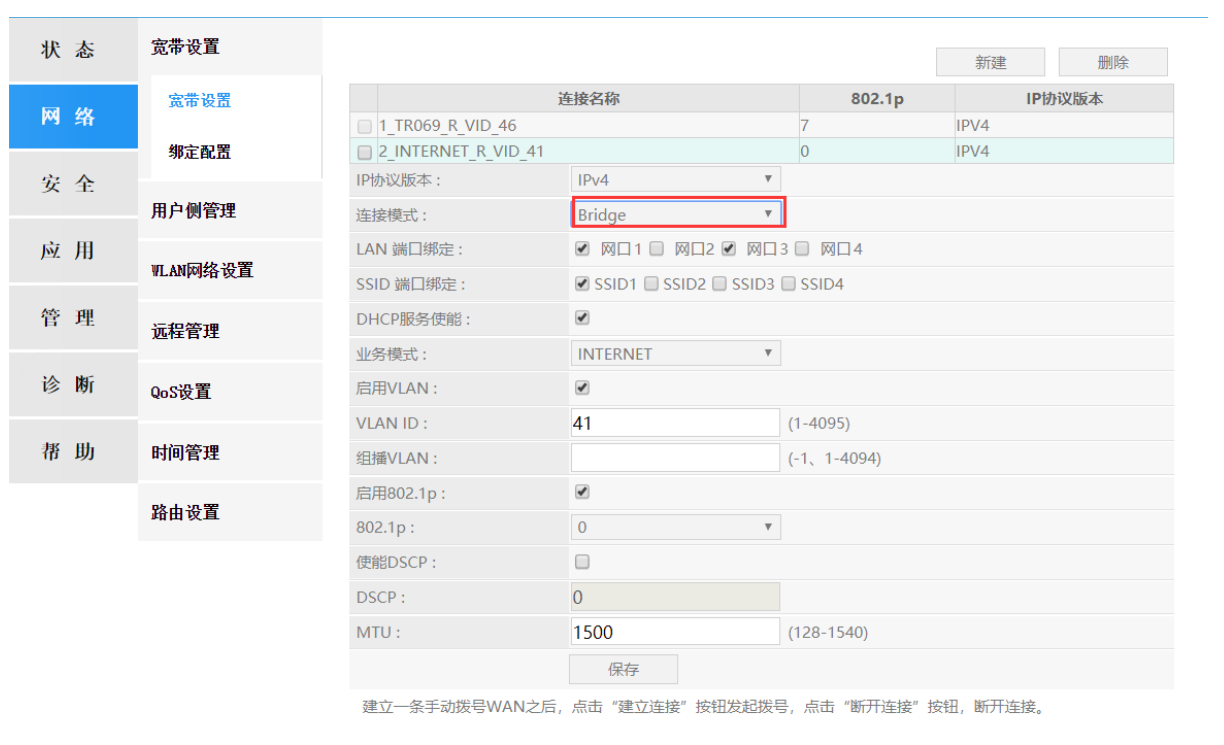 状 态
网 络
安 全
应 用
管 理
诊 断
帮 助
宽带设置
宽带设置
绑定配置
用户侧管理
WLAN网络设置
远程管理
QoS设置
时间管理
路由设置
新建 删除
连接名称 802.1p IP协议版本
1_TR069_R_VID_46 7 IPV4
2_INTERNET_R_VID_41 0 IPV4
IP协议版本： IPv4
连接模式： Bridge
LAN 端口绑定： 网口1 网口2 网口3 网口4
SSID 端口绑定： SSID1 SSID2 SSID3 SSID4
DHCP服务使能：
业务模式： INTERNET
启用VLAN：
VLAN ID： 41 (1-4095)
组播VLAN： (-1、1-4094)
启用802.1p：
802.1p： 0
使能DSCP：
DSCP： 0
MTU： 1500 (128-1540)
保存
建立一条手动拨号WAN之后，点击“建立连接”按钮发起拨号，点击“断开连接”按钮，断开连接。